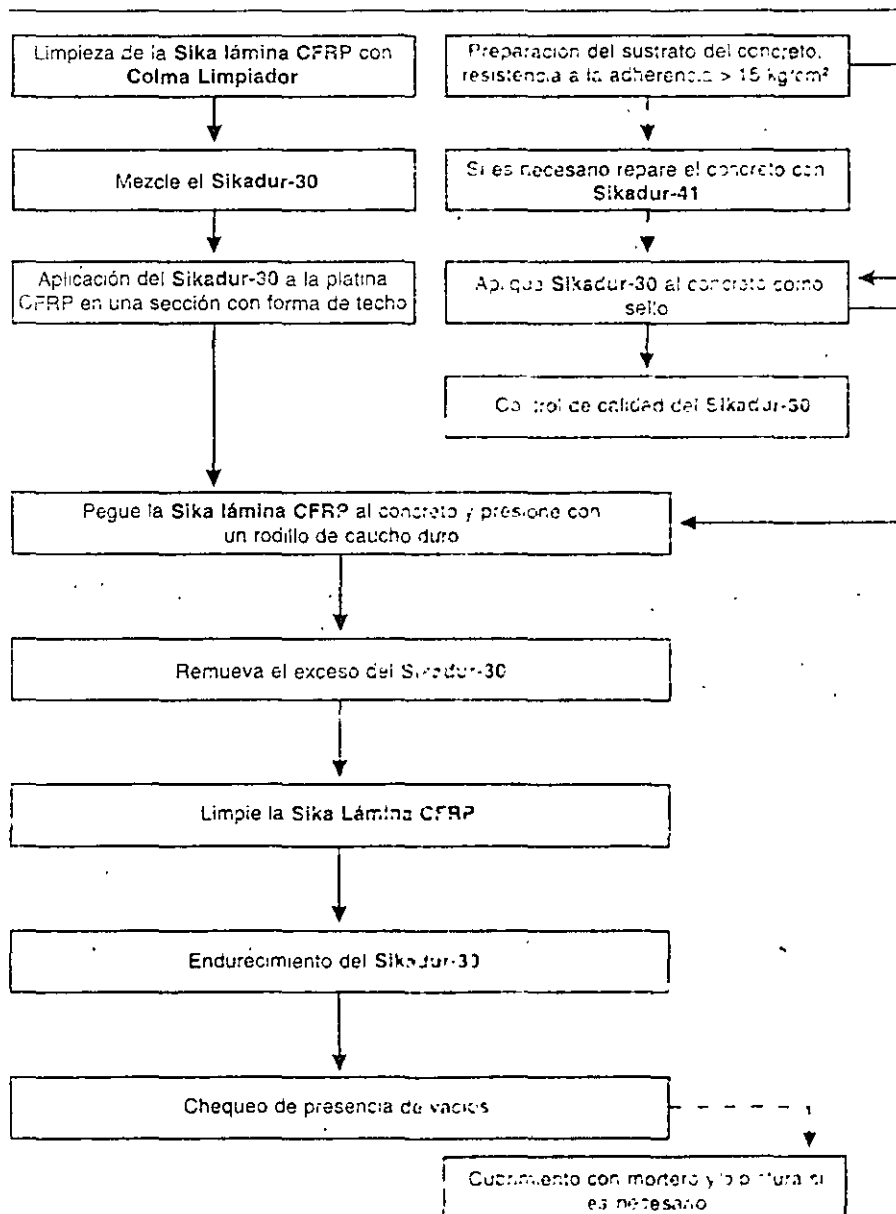 Limpieza de la Sika lámina CFRP con
Colma Limpiador
Preparación del sustrato del concreto,
resistencia a la adherencia > 15 kg/cm²
Mezcle el Sikadur-30
Si es necesario repare el concreto con
Sikadur-41
Aplicación del Sikadur-30 a la platina
CFRP en una sección con forma de techo
Aplique Sikadur-30 al concreto como
sello
Control de calidad del Sikadur-30
Pegue la Sika lámina CFRP al concreto y presione con
un rodillo de caucho duro
Remueva el exceso del Sikadur-30
Limpie la Sika Lámina CFRP
Endurecimiento del Sikadur-30
Chequeo de presencia de vacíos
Cubrimiento con mortero y/o pintura si
es necesario